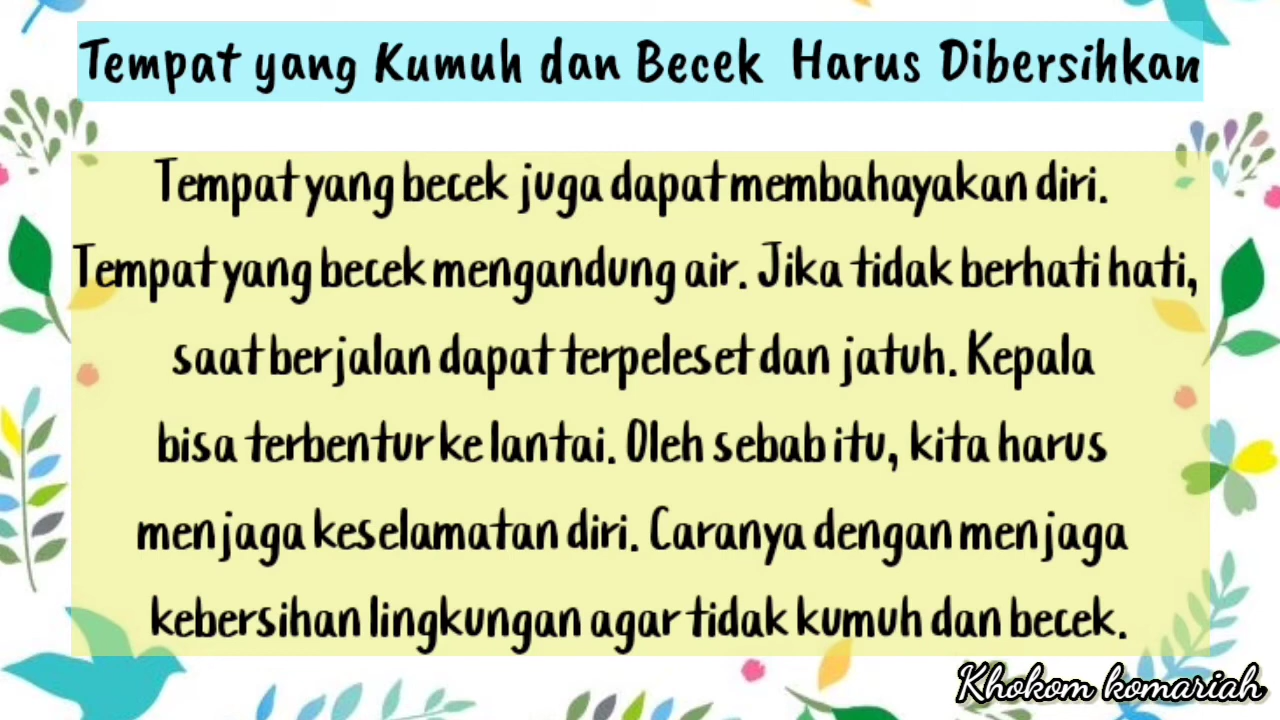 Tempat yang Kumuh dan Becek Harus Dibersihkan
Tempat yang becek juga dapat membahayakan diri.
Tempat yang becek mengandung air. Jika tidak berhati hati,
saat berjalan dapat terpeleset dan jatuh. Kepala
bisa terbentur ke lantai. Oleh sebab itu, kita harus
menjaga keselamatan diri. Caranya dengan menjaga
kebersihan lingkungan agar tidak kumuh dan becek.
Khokom komariah